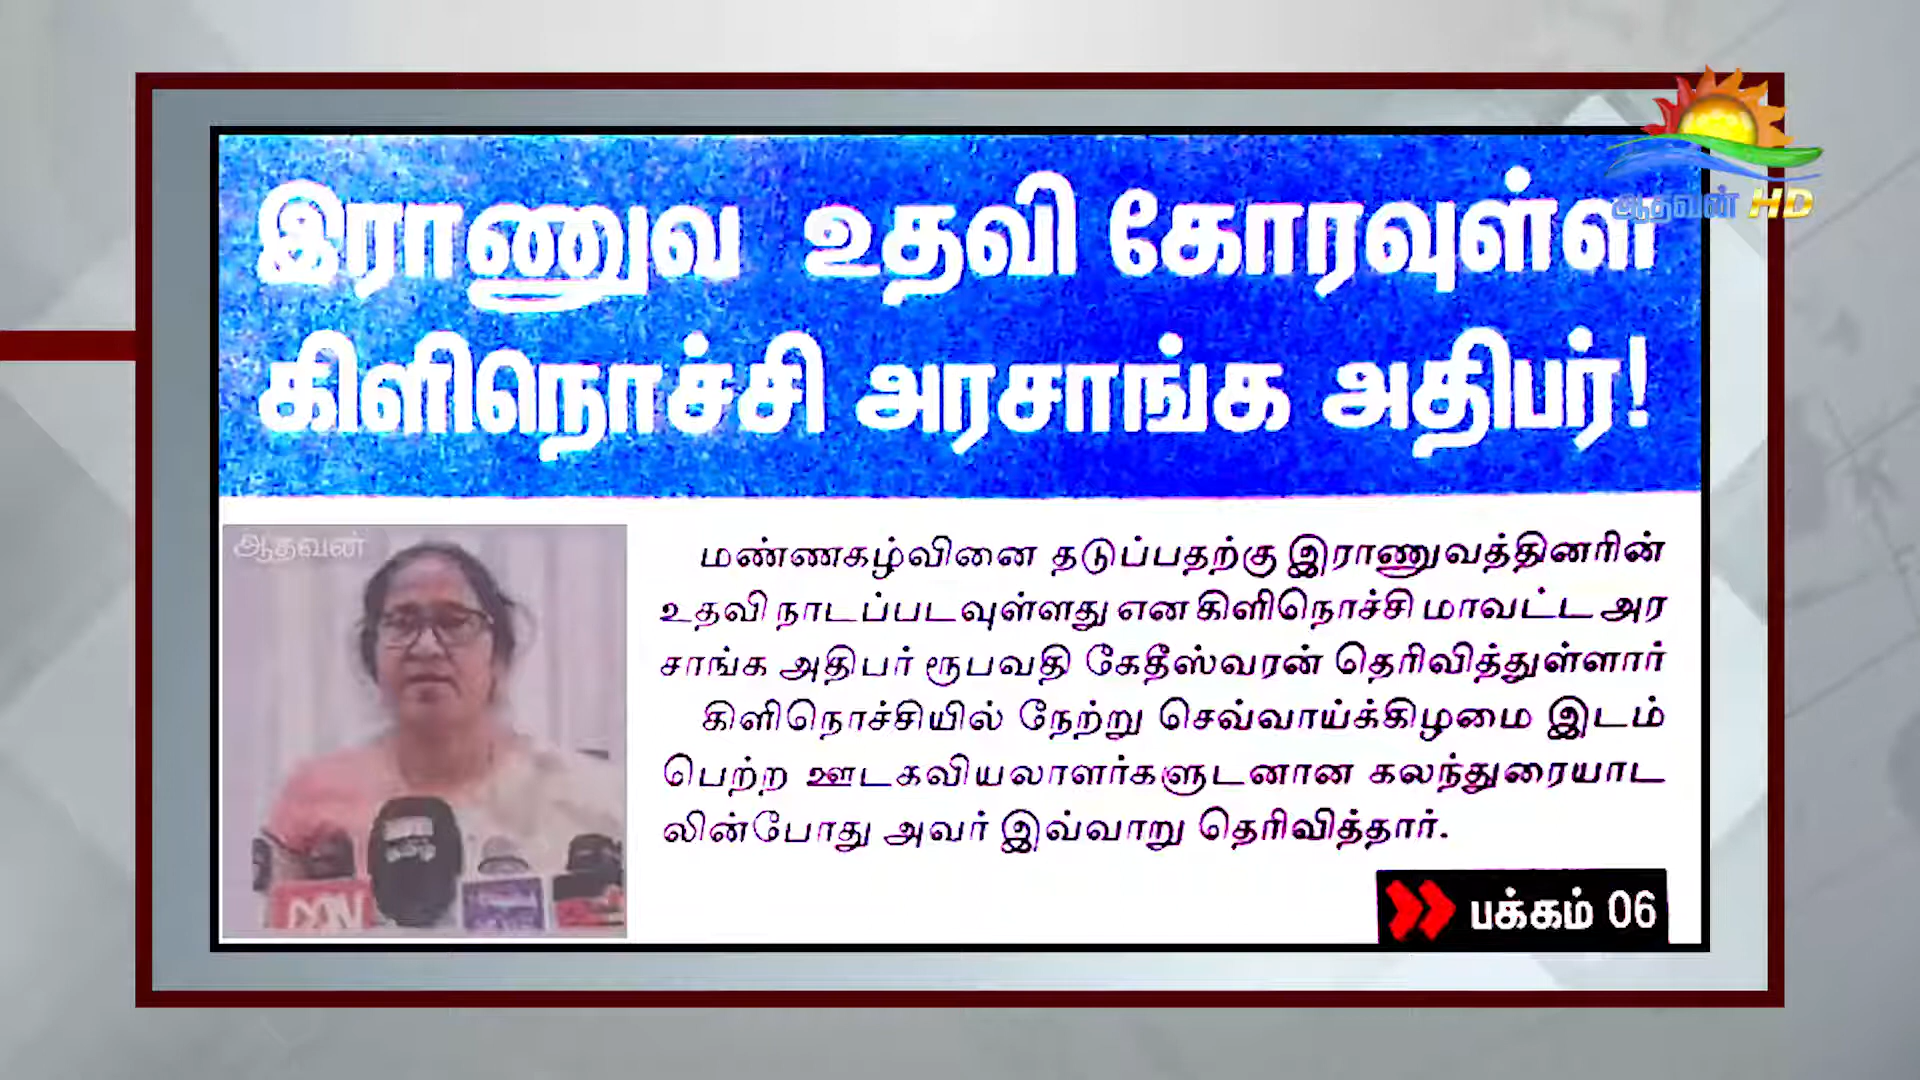 ஆதவன் HD
இராணுவ உதவி கோரவுள்ள
கிளிநொச்சி அரசாங்க அதிபர்!
ஆதவன்
மண்ணகழ்வினை தடுப்பதற்கு இராணுவத்தினரின்
உதவி நாடப்படவுள்ளது என கிளிநொச்சி மாவட்ட அர
சாங்க அதிபர் ரூபவதி கேதீஸ்வரன் தெரிவித்துள்ளார்
கிளிநொச்சியில் நேற்று செவ்வாய்க்கிழமை இடம்
பெற்ற ஊடகவியலாளர்களுடனான கலந்துரையாட
லின்போது அவர் இவ்வாறு தெரிவித்தார்.
பக்கம் 06